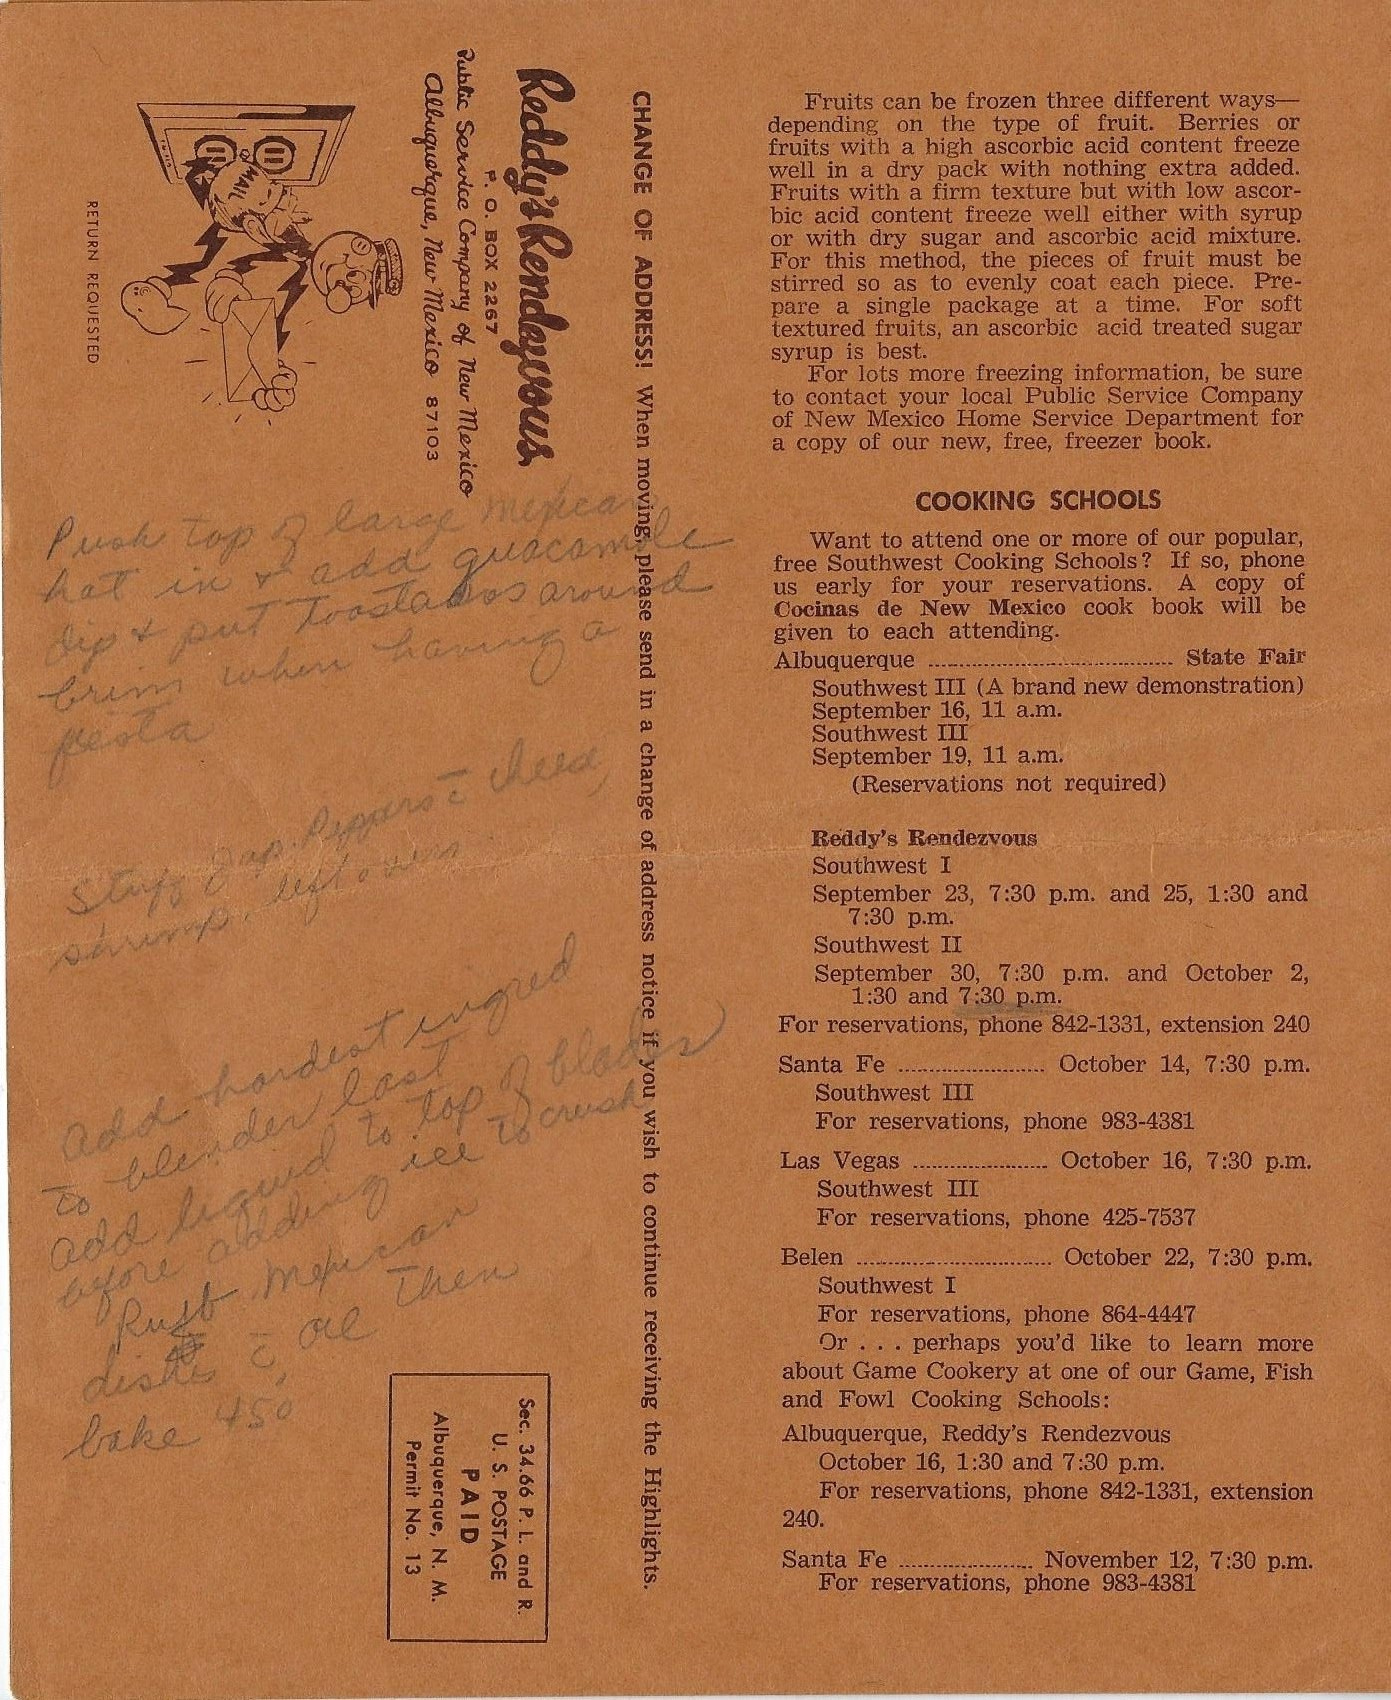 Reddy's Rendezvous
Public Service Company of New Mexico
P. O. BOX 2267
Albuquerque, New Mexico 87103
MAIL
RETURN REQUESTED
CHANGE OF ADDRESS! When moving, please send in a change of address notice if you wish to continue receiving the Highlights.
Push top of large Mexican
hat in & add guacamole
dip & put toastados around
brim when having a
fiesta
Stuff Jap. Peppers c̄ cheese,
shrimp, leftovers
Add hardest ingred
to blender last
Add liquid to top of blades
before adding ice to crush
Rub Mexican
dishes c̄ oil then
bake 450°
Sec. 34.66 P. L. and R.
U. S. POSTAGE
PAID
Albuquerque, N. M.
Permit No. 13
Fruits can be frozen three different ways—
depending on the type of fruit. Berries or
fruits with a high ascorbic acid content freeze
well in a dry pack with nothing extra added.
Fruits with a firm texture but with low ascor-
bic acid content freeze well either with syrup
or with dry sugar and ascorbic acid mixture.
For this method, the pieces of fruit must be
stirred so as to evenly coat each piece. Pre-
pare a single package at a time. For soft
textured fruits, an ascorbic acid treated sugar
syrup is best.
For lots more freezing information, be sure
to contact your local Public Service Company
of New Mexico Home Service Department for
a copy of our new, free, freezer book.
COOKING SCHOOLS
Want to attend one or more of our popular,
free Southwest Cooking Schools? If so, phone
us early for your reservations. A copy of
Cocinas de New Mexico cook book will be
given to each attending.
Albuquerque ........................................ State Fair
Southwest III (A brand new demonstration)
September 16, 11 a.m.
Southwest III
September 19, 11 a.m.
(Reservations not required)
Reddy's Rendezvous
Southwest I
September 23, 7:30 p.m. and 25, 1:30 and
7:30 p.m.
Southwest II
September 30, 7:30 p.m. and October 2,
1:30 and 7:30 p.m.
For reservations, phone 842-1331, extension 240
Santa Fe ........................ October 14, 7:30 p.m.
Southwest III
For reservations, phone 983-4381
Las Vegas ...................... October 16, 7:30 p.m.
Southwest III
For reservations, phone 425-7537
Belen ................................ October 22, 7:30 p.m.
Southwest I
For reservations, phone 864-4447
Or . . . perhaps you'd like to learn more
about Game Cookery at one of our Game, Fish
and Fowl Cooking Schools:
Albuquerque, Reddy's Rendezvous
October 16, 1:30 and 7:30 p.m.
For reservations, phone 842-1331, extension
240.
Santa Fe ...................... November 12, 7:30 p.m.
For reservations, phone 983-4381